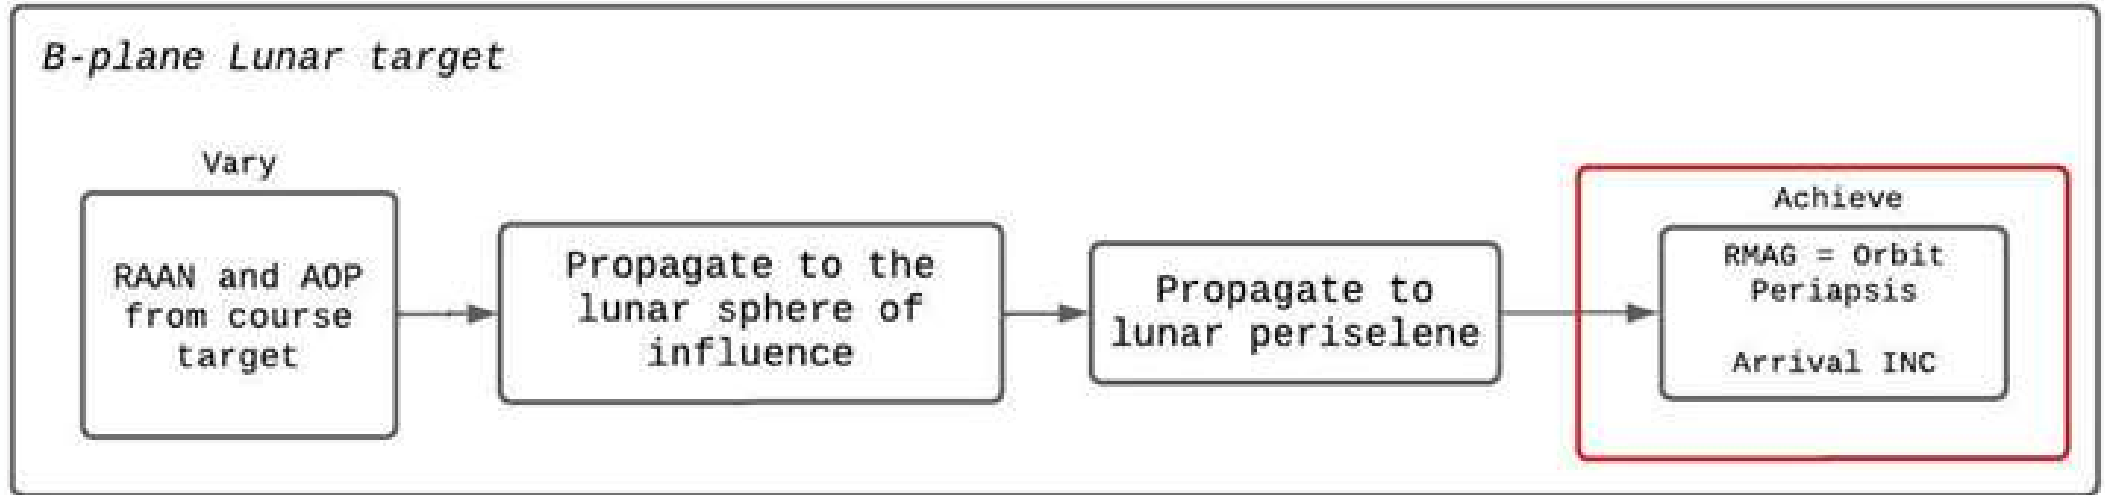 B-plane Lunar target
Vary
RAAN and AOP
from course
target
Propagate to the
lunar sphere of
influence
Propagate to
lunar periselene
Achieve
RMAG = Orbit
Periapsis
Arrival INC